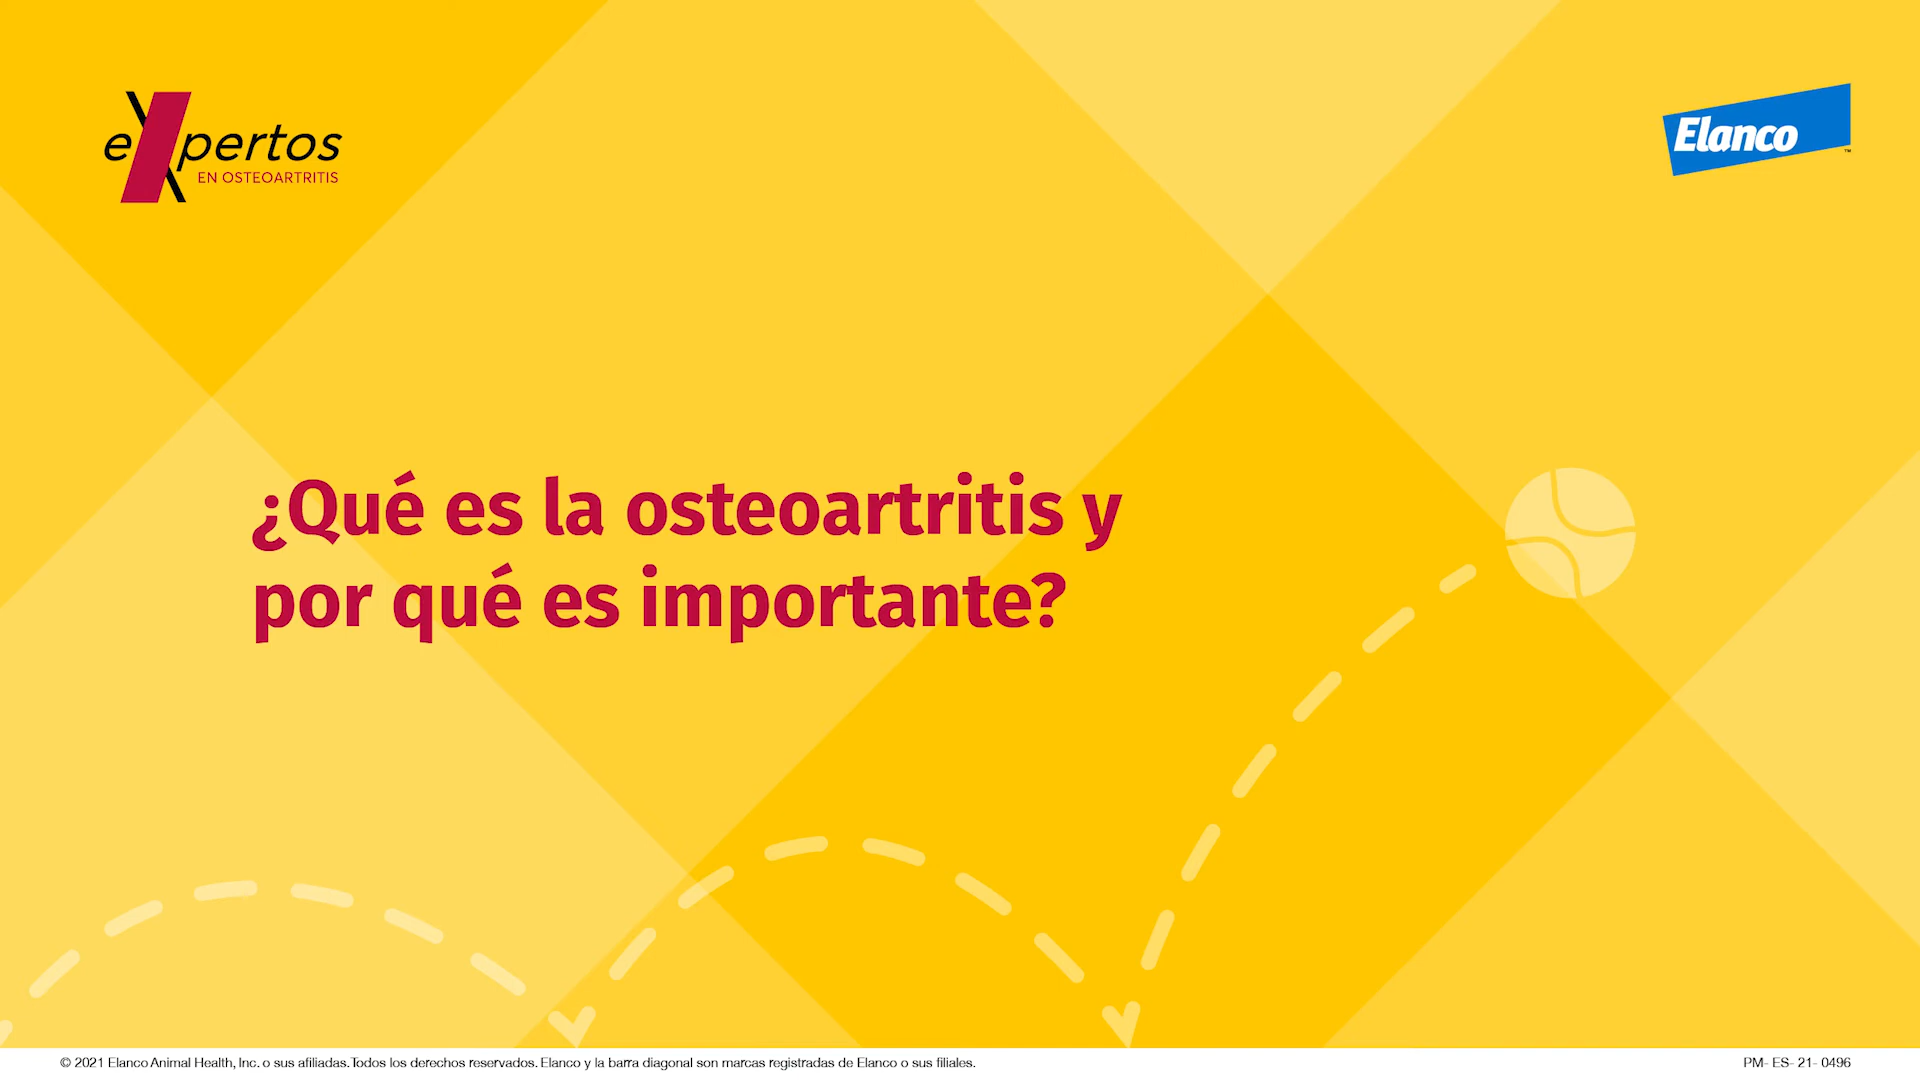 eXpertos
EN OSTEOARTRITIS
Elanco™
¿Qué es la osteoartritis y
por qué es importante?
© 2021 Elanco Animal Health, Inc. o sus afiliadas. Todos los derechos reservados. Elanco y la barra diagonal son marcas registradas de Elanco o sus filiales.
PM- ES- 21- 0496